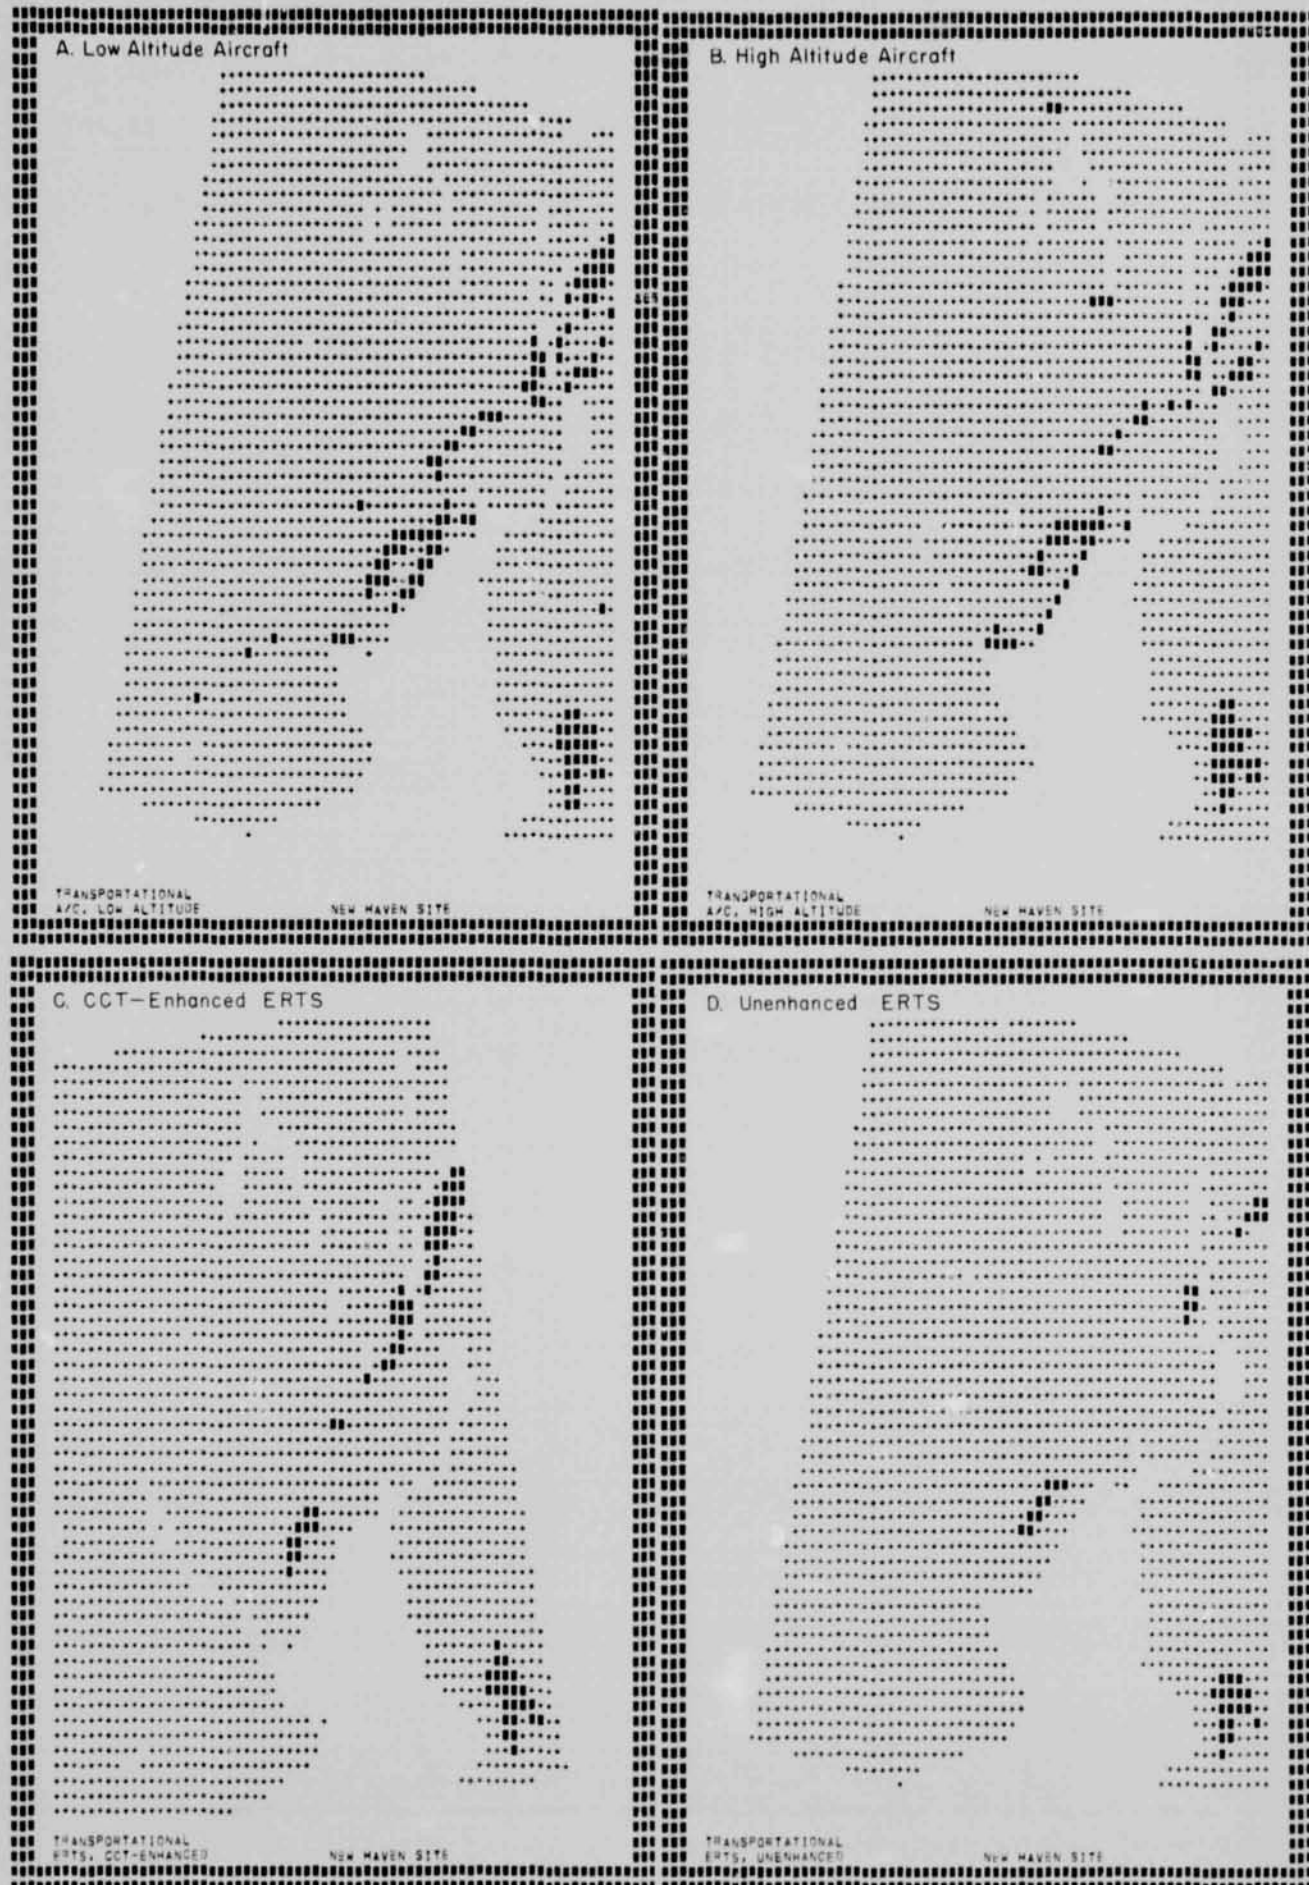 A. Low Altitude Aircraft
TRANSPORTATIONAL
A/C, LOW ALTITUDE NEW HAVEN SITE
B. High Altitude Aircraft
TRANSPORTATIONAL
A/C, HIGH ALTITUDE NEW HAVEN SITE
C. CCT-Enhanced ERTS
TRANSPORTATIONAL
ERTS, CCT-ENHANCED NEW HAVEN SITE
D. Unenhanced ERTS
TRANSPORTATIONAL
ERTS, UNENHANCED NEW HAVEN SITE